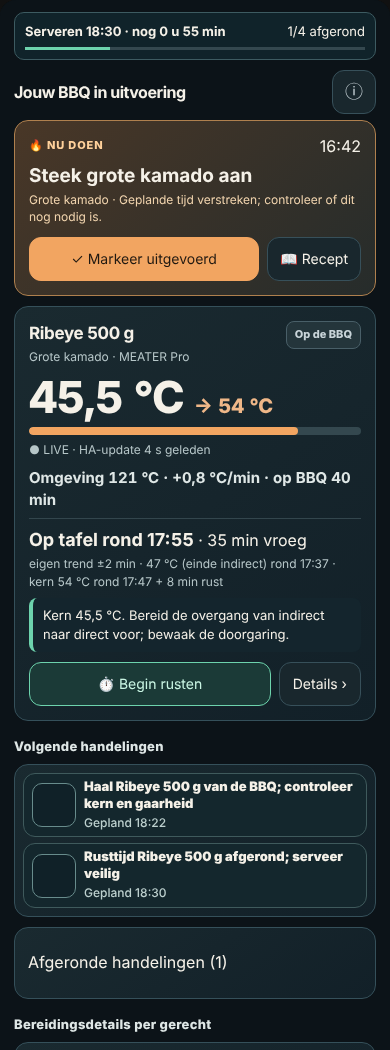 Serveren 18:30 · nog 0 u 55 min 1/4 afgerond
Jouw BBQ in uitvoering ⓘ
🔥 NU DOEN 16:42
Steek grote kamado aan
Grote kamado · Geplande tijd verstreken; controleer of dit
nog nodig is.
✓ Markeer uitgevoerd 📖 Recept
Ribeye 500 g Op de BBQ
Grote kamado · MEATER Pro
45,5 °C → 54 °C
● LIVE · HA-update 4 s geleden
Omgeving 121 °C · +0,8 °C/min · op BBQ 40
min
Op tafel rond 17:55 · 35 min vroeg
eigen trend ±2 min · 47 °C (einde indirect) rond 17:37 ·
kern 54 °C rond 17:47 + 8 min rust
Kern 45,5 °C. Bereid de overgang van indirect
naar direct voor; bewaak de doorgaring.
⏱️ Begin rusten Details ›
Volgende handelingen
Haal Ribeye 500 g van de BBQ; controleer
kern en gaarheid
Gepland 18:22
Rusttijd Ribeye 500 g afgerond; serveer
veilig
Gepland 18:30
Afgeronde handelingen (1)
Bereidingsdetails per gerecht